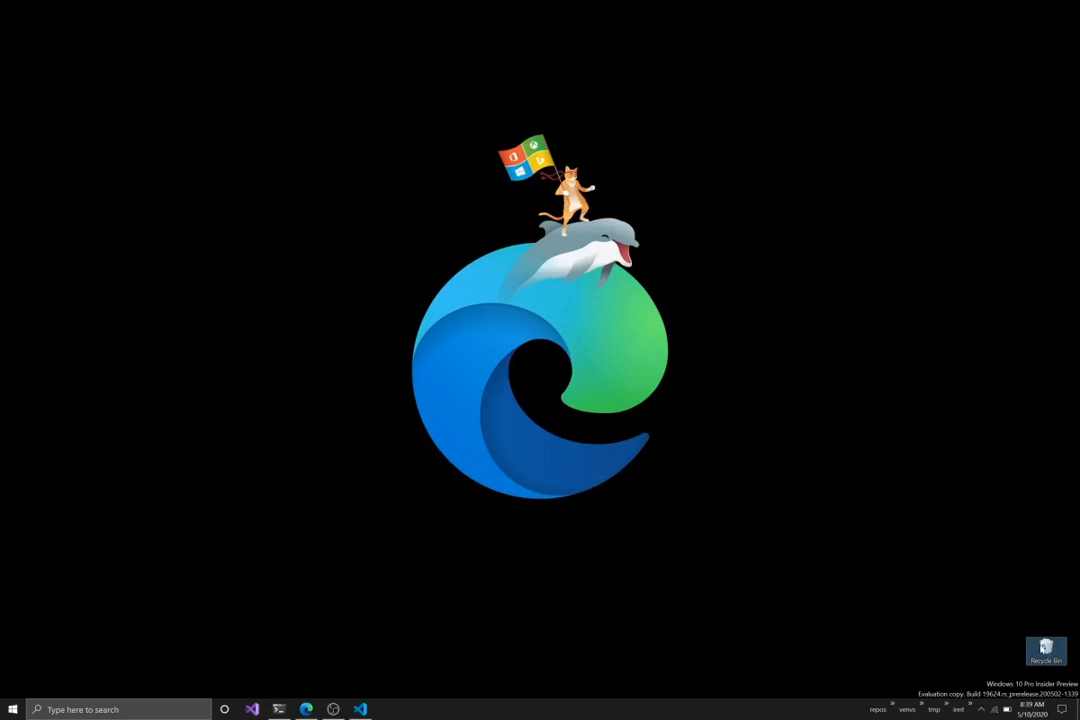 Recycle Bin
Windows 10 Pro Insider Preview
Evaluation copy. Build 19624.rs_prerelease.200502-1339
Type here to search
repos » venvs » tmp » innt »
8:39 AM
5/10/2020